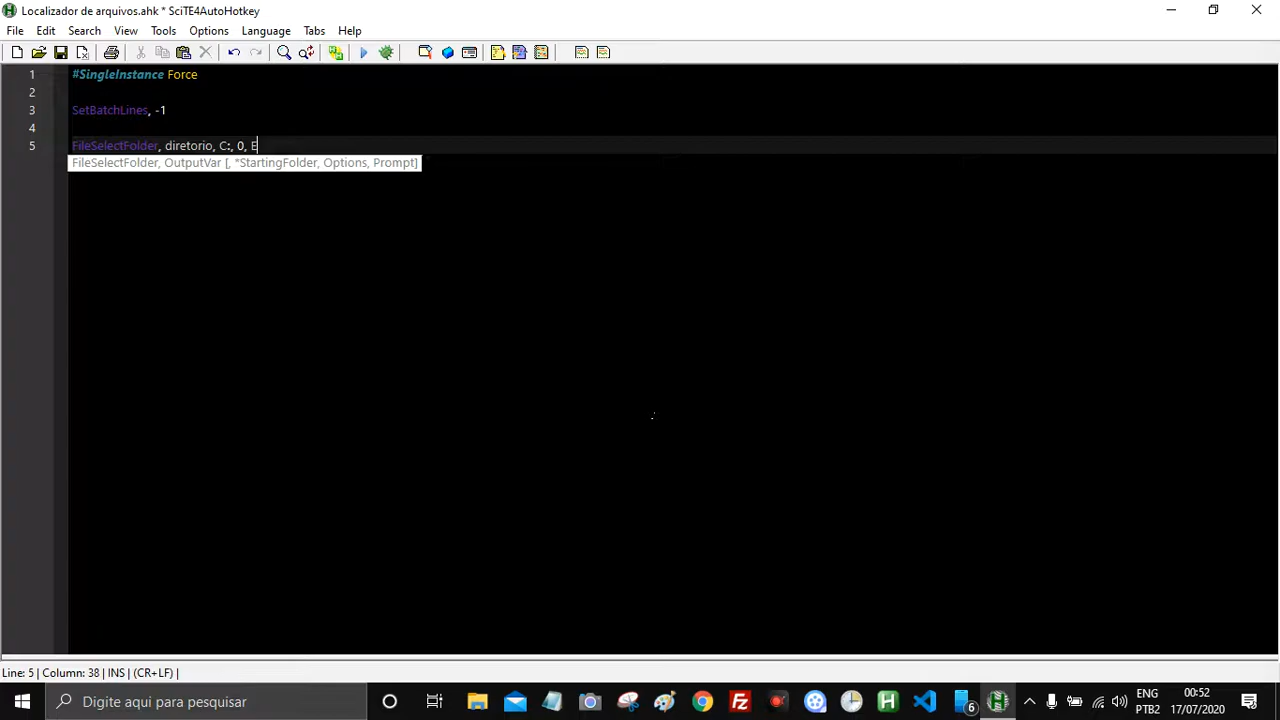 Localizador de arquivos.ahk * SciTE4AutoHotkey
File Edit Search View Tools Options Language Tabs Help
1 #SingleInstance Force
2
3 SetBatchLines, -1
4
5 FileSelectFolder, diretorio, C:, 0, E
FileSelectFolder, OutputVar [, *StartingFolder, Options, Prompt]
Line: 5 | Column: 38 | INS | (CR+LF) |
Digite aqui para pesquisar
6
ENG 00:52
PTB2 17/07/2020